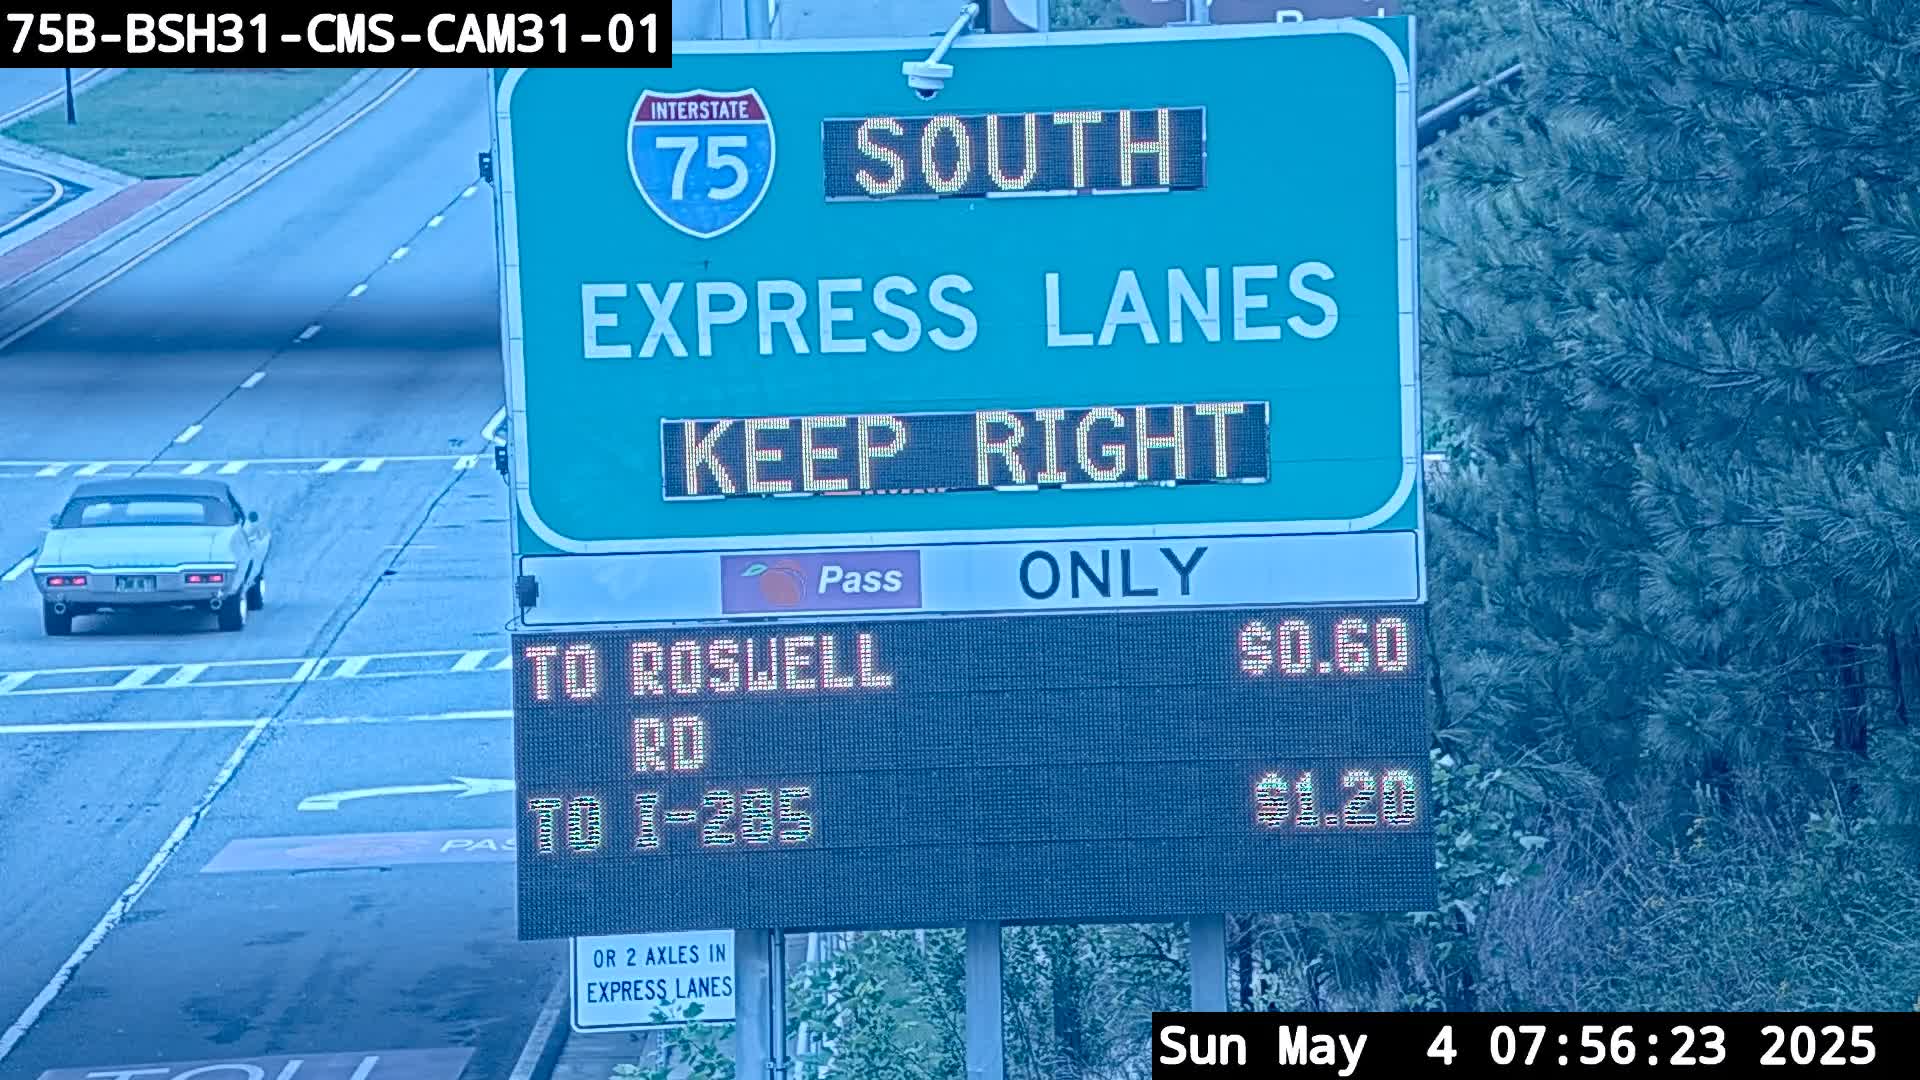 75B-BSH31-CMS-CAM31-01
INTERSTATE
75
SOUTH
EXPRESS LANES
KEEP RIGHT
Pass ONLY
TO ROSWELL $0.60
RD
TO I-285 $1.20
OR 2 AXLES IN
EXPRESS LANES
TOLL
Sun May 4 07:56:23 2025